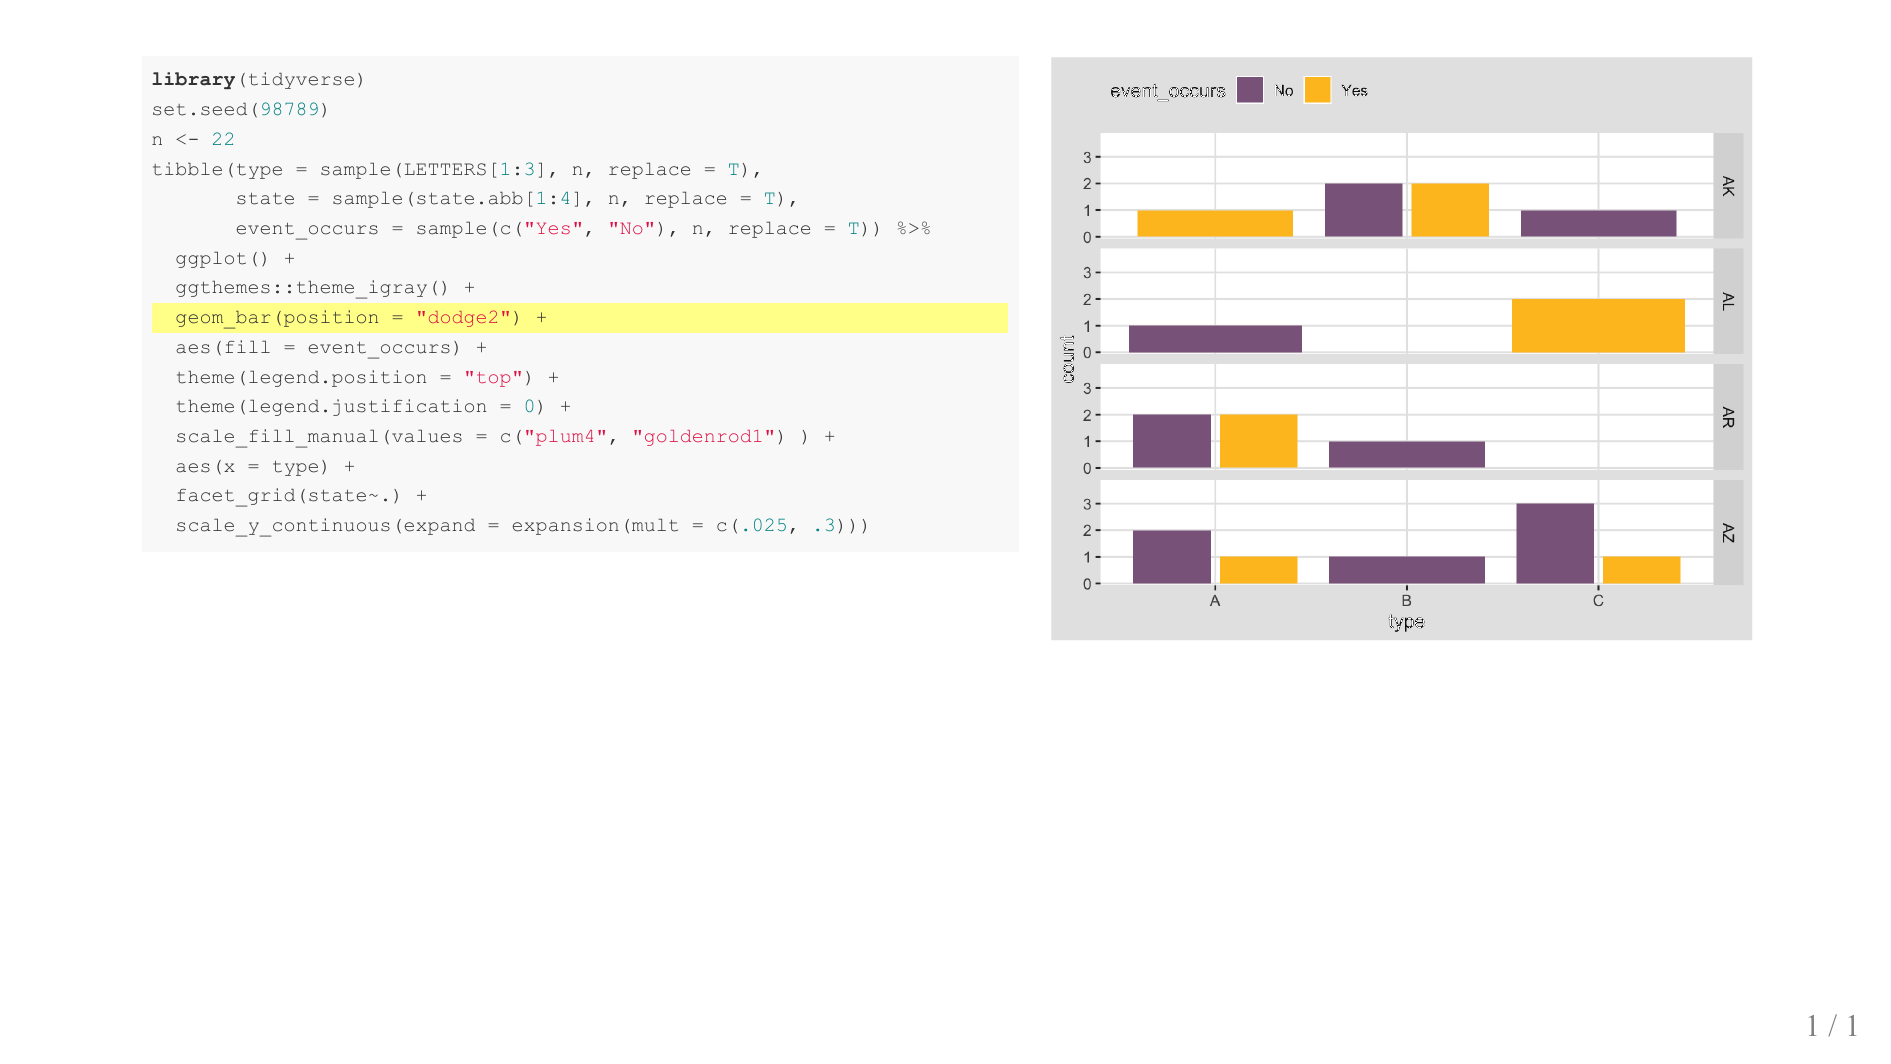 library(tidyverse)
set.seed(98789)
n <- 22
tibble(type = sample(LETTERS[1:3], n, replace = T),
       state = sample(state.abb[1:4], n, replace = T),
       event_occurs = sample(c("Yes", "No"), n, replace = T)) %>%
  ggplot() +
  ggthemes::theme_igray() +
  geom_bar(position = "dodge2") +
  aes(fill = event_occurs) +
  theme(legend.position = "top") +
  theme(legend.justification = 0) +
  scale_fill_manual(values = c("plum4", "goldenrod1") ) +
  aes(x = type) +
  facet_grid(state~.) +
  scale_y_continuous(expand = expansion(mult = c(.025, .3)))
event_occurs No Yes
count
3
2
1
0
AK
3
2
1
0
AL
3
2
1
0
AR
3
2
1
0
AZ
A B C
type
1 / 1